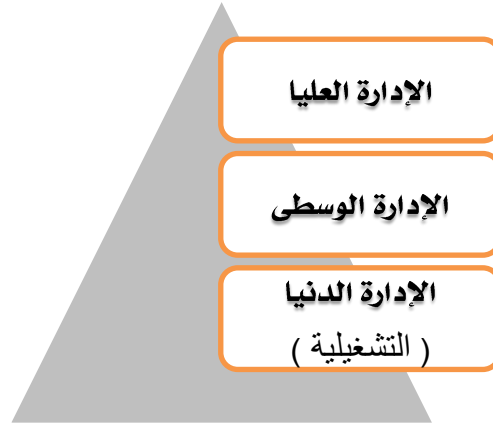 الإدارة العليا
الإدارة الوسطى
الإدارة الدنيا
( التشغيلية )